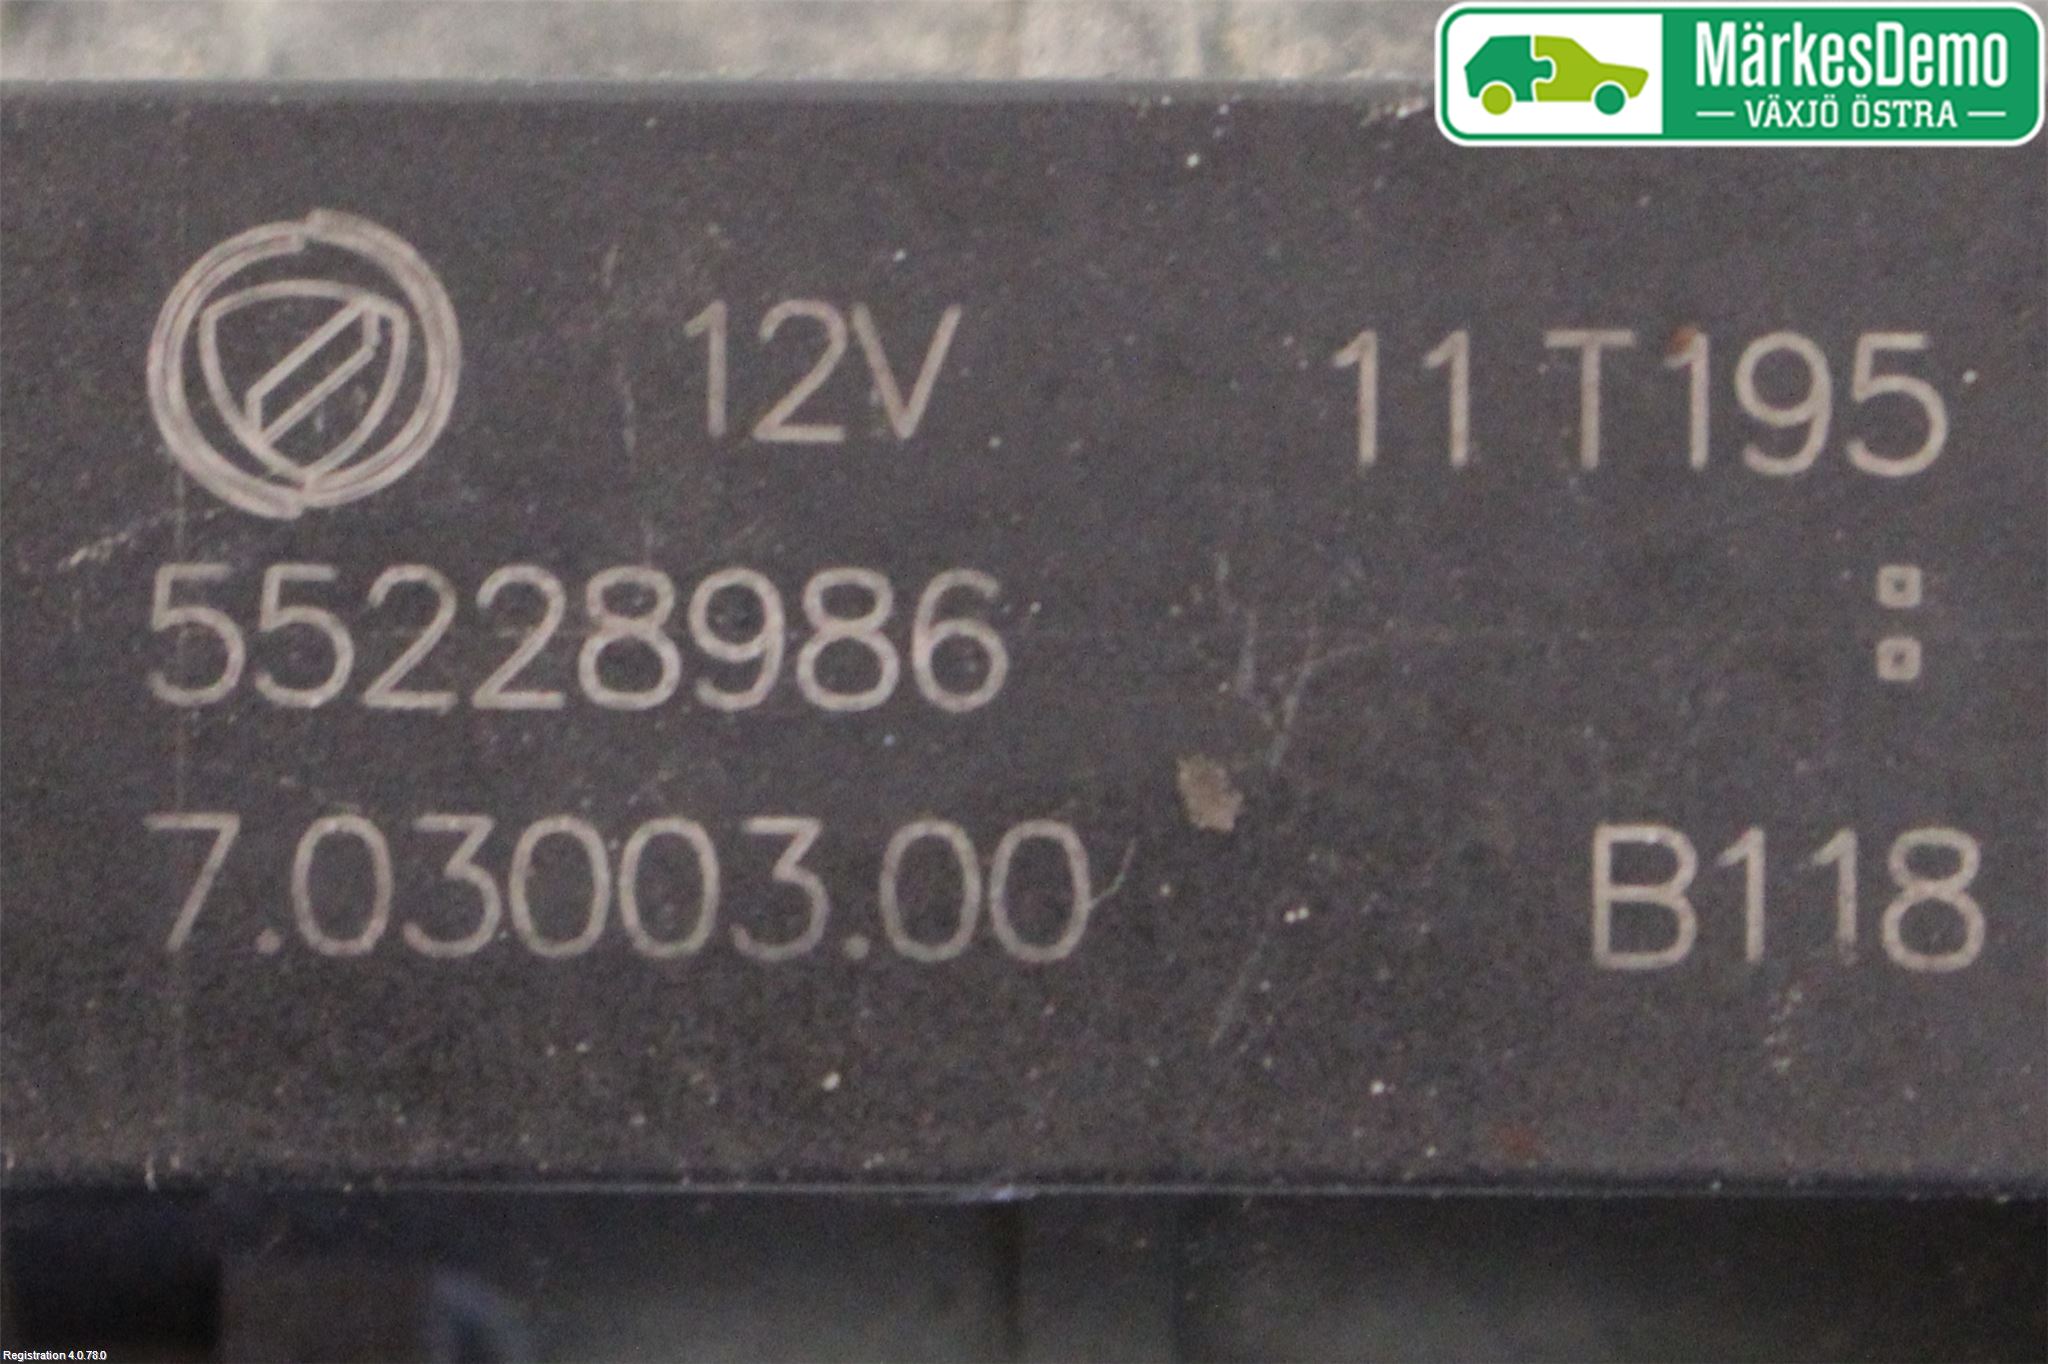 MärkesDemo
VÄXJÖ ÖSTRA
12V
11 T195
55228986
7.03003.00
B118
Registration 4.0.78.0